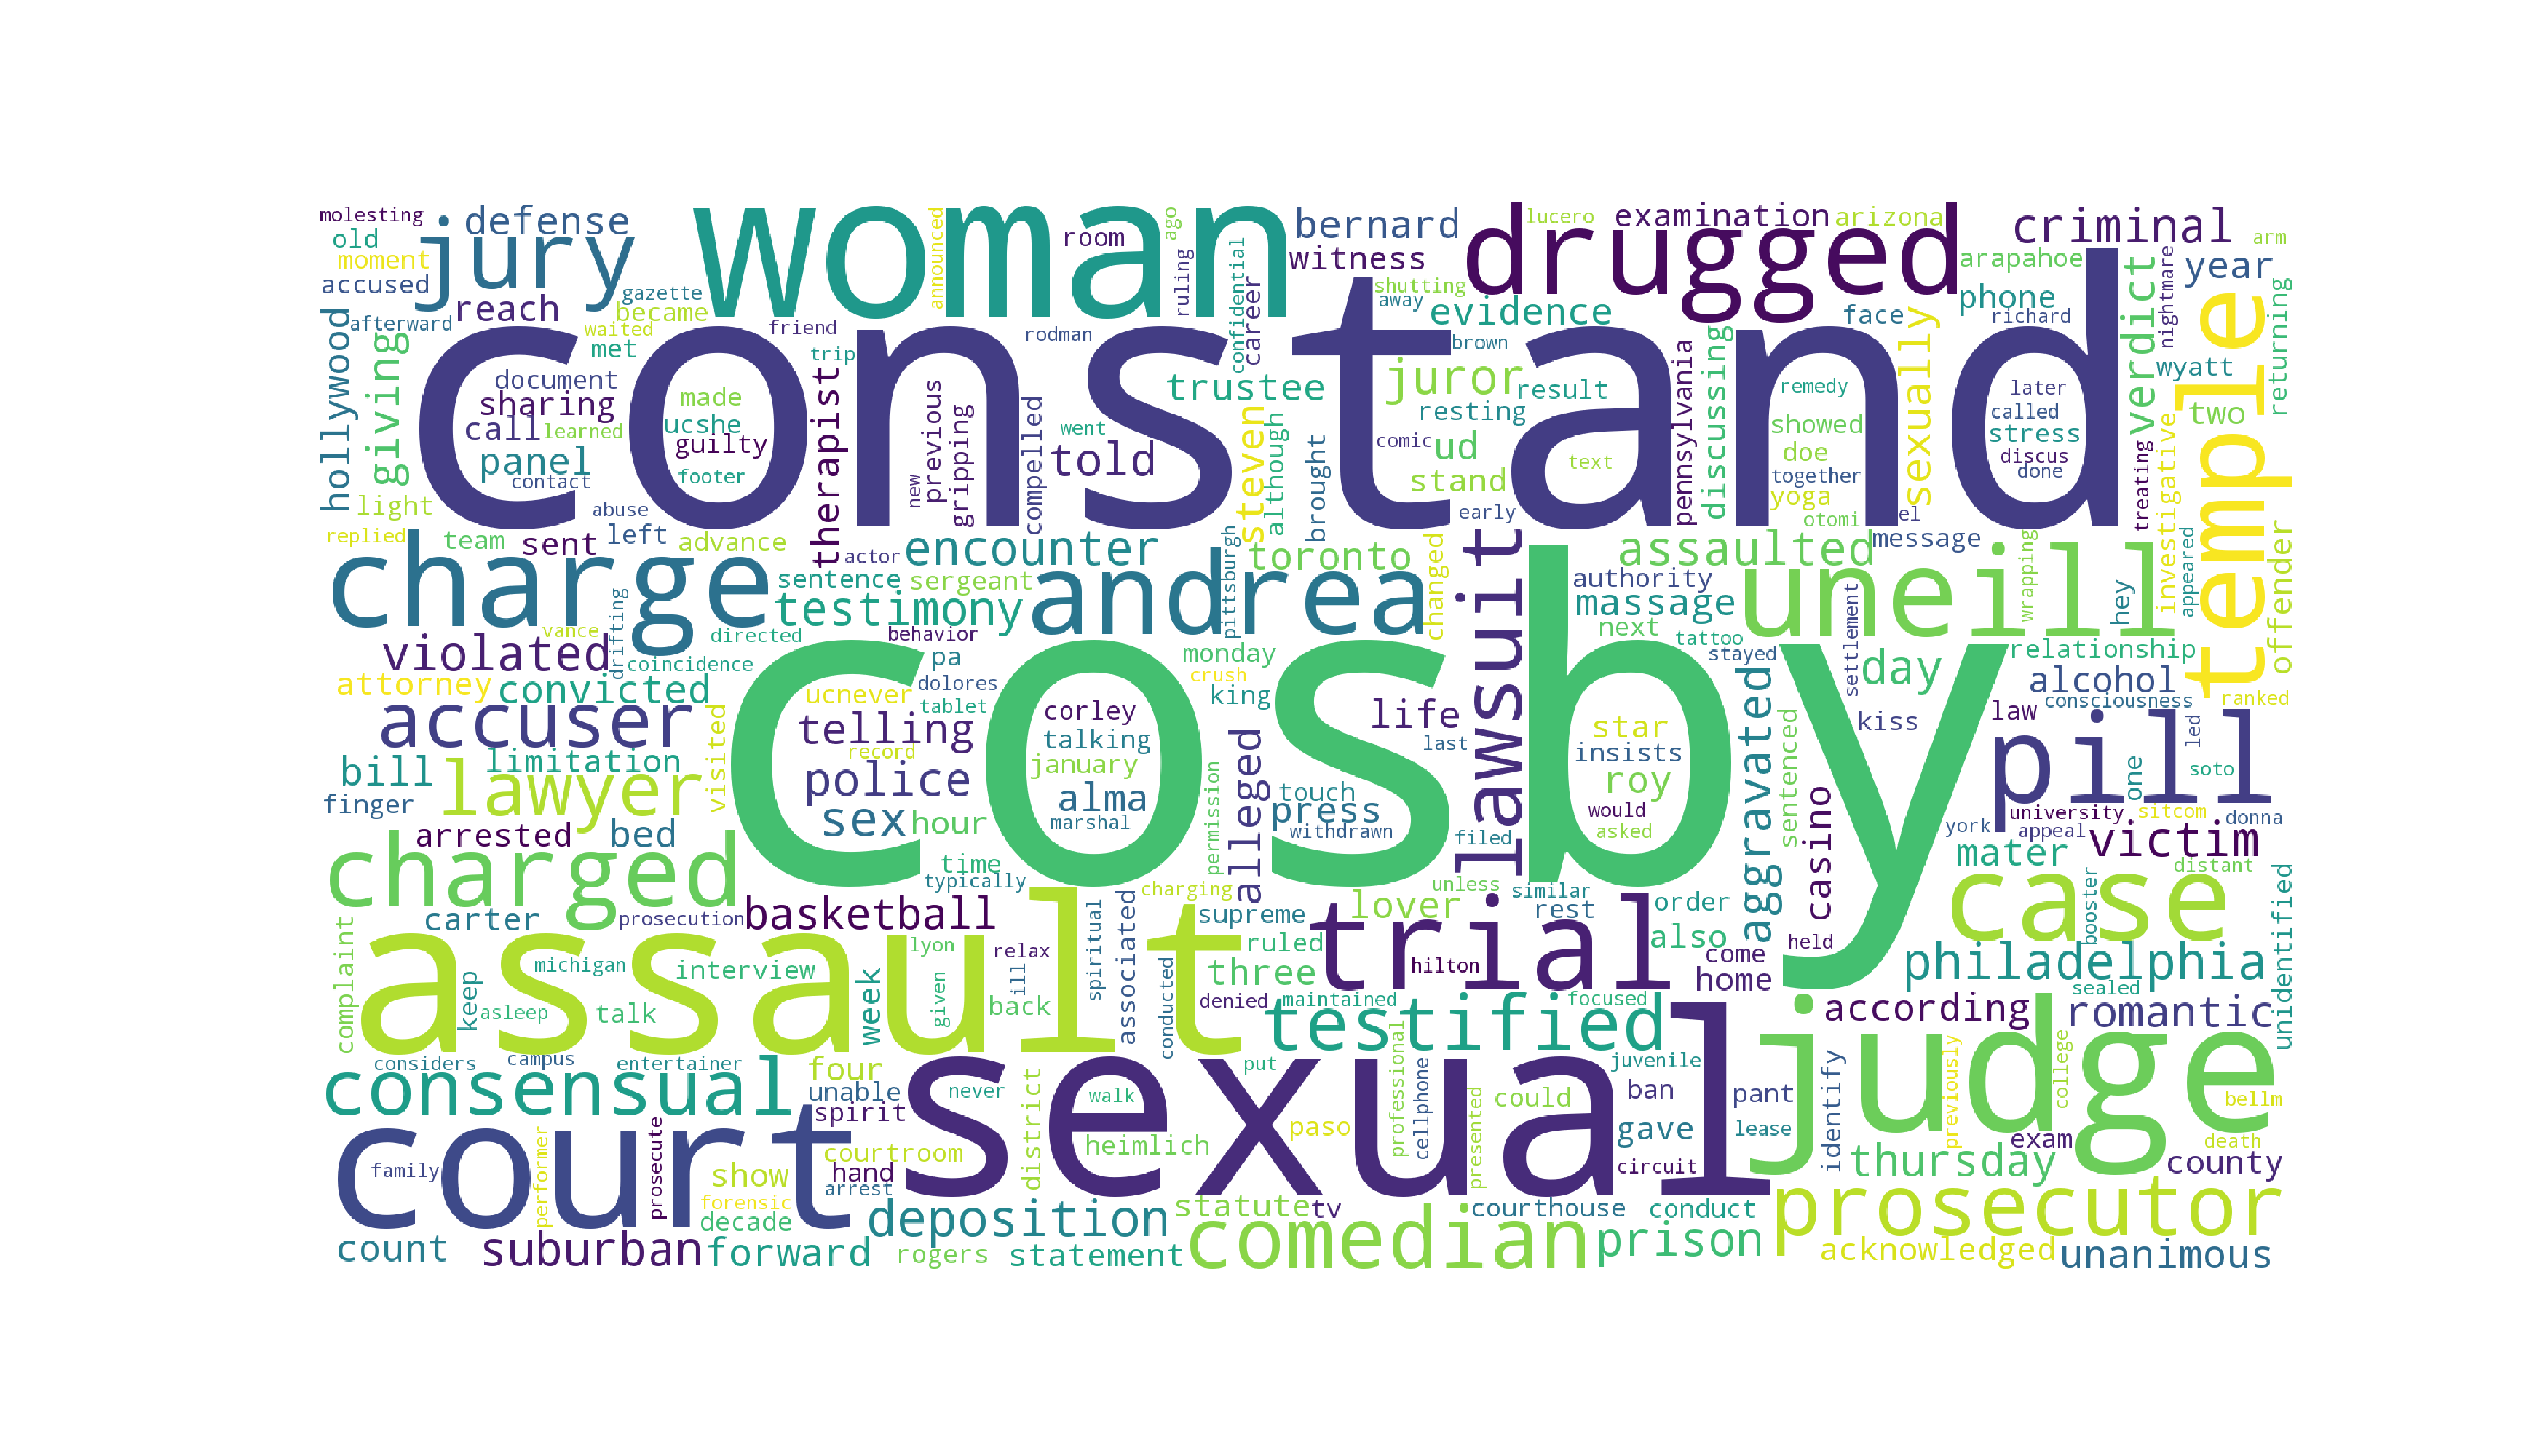 molesting
defense
jury
woman
bernard
lucero
drugged
examination
arizona
criminal
arm
old
moment
accused
gazette
reach
became
announced
ago
room
ruling
confidential
witness
arapahoe
year
nightmare
returning
hollywood
afterward
giving
waited
met
friend
trip
rodman
career
shutting
away
evidence
brown
face
phone
richard
verdict
wyatt
temple
constand
document
sharing
call
learned
panel
contact
made
ucshe
guilty
footer
therapist
previous
gripping
new
compelled
went
told
trustee
steven
although
brought
juror
result
resting
comic
ud
stand
text
early
pennsylvania
discussing
remedy
showed
doe
together
yoga
otomi
sexually
later
called
stress
discus
done
el
treating
investigative
two
light
replied
team
abuse
left
sent
advance
actor
encounter
pittsburgh
toronto
changed
lawsuit
assaulted
message
authority
massage
next
tattoo
stayed
settlement
uneill
wrapping
hey
appeared
offender
charge
drifting
vance
sentence
sergeant
testimony
andrea
directed
behavior
violated
coincidence
attorney
convicted
visited
pa
dolores
ucnever
tablet
monday
crush
king
day
relationship
alcohol
consciousness
ranked
accuser
telling
record
corley
talking
january
alma
marshal
permission
life
last
star
insists
roy
would
asked
cosby
aggravated
sentenced
kiss
law
led
pill
one
soto
bill
limitation
finger
lawyer
police
sex
hour
alleged
touch
press
withdrawn
filed
casino
york
university
appeal
sitcom
donna
victim
arrested
bed
charged
time
typically
charging
unless
similar
lover
rest
order
also
mater
booster
distant
case
carter
prosecution
basketball
complaint
lyon
relax
spiritual
associated
supreme
ruled
three
trial
hilton
held
come
home
philadelphia
unidentified
assault
michigan
interview
keep
asleep
talk
week
given
ill
back
conducted
denied
maintained
focused
testified
according
sealed
romantic
considers
campus
entertainer
consensual
four
unable
spirit
never
district
walk
put
sexual
professional
cellphone
juvenile
ban
could
presented
pant
gave
lease
identify
previously
college
judge
bellm
exam
death
court
family
performer
prosecute
show
forensic
decade
courtroom
hand
arrest
heimlich
paso
circuit
thursday
county
count
suburban
forward
deposition
rogers
statement
statute
tv
comedian
courthouse
conduct
prison
prosecutor
acknowledged
unanimous